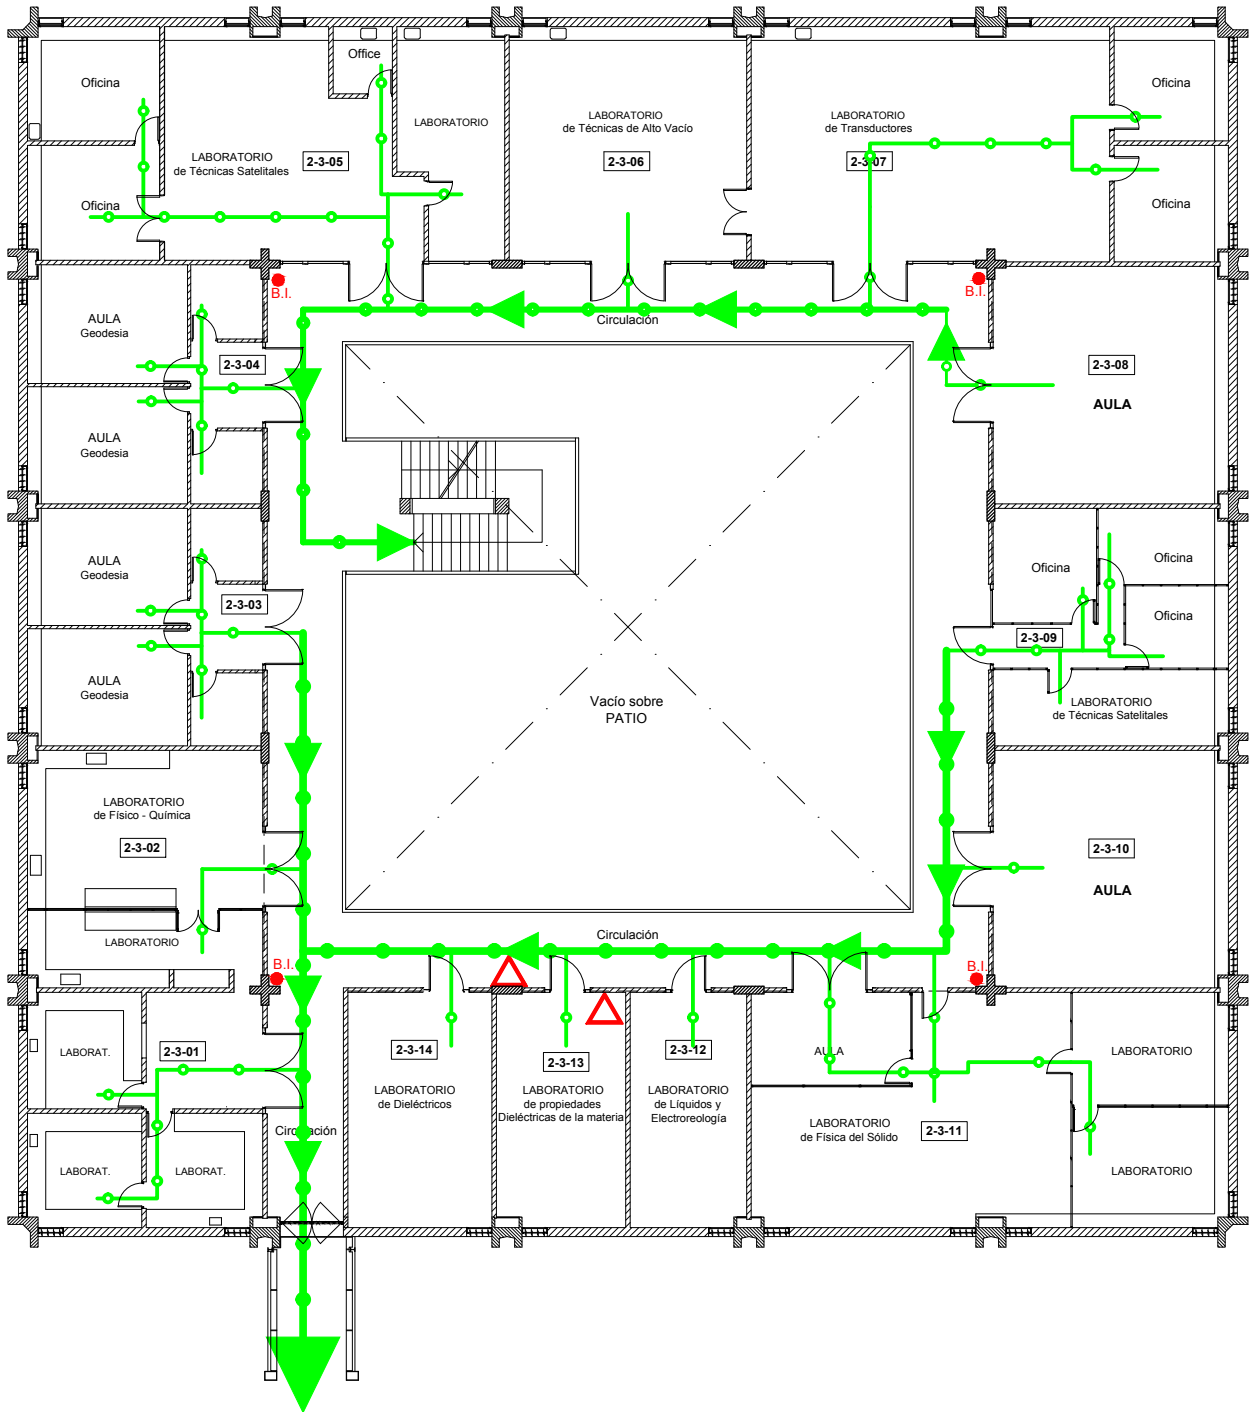 Office
Oficina
Oficina
LABORATORIO
de Técnicas Satelitales
2-3-05
LABORATORIO
LABORATORIO
de Técnicas de Alto Vacío
2-3-06
LABORATORIO
de Transductores
2-3-07
Oficina
Oficina
B.I.
B.I.
Circulación
AULA
Geodesia
2-3-04
AULA
Geodesia
2-3-08
AULA
AULA
Geodesia
2-3-03
AULA
Geodesia
Oficina
Oficina
Oficina
2-3-09
LABORATORIO
de Técnicas Satelitales
Vacío sobre
PATIO
LABORATORIO
de Físico - Química
2-3-02
LABORATORIO
2-3-10
AULA
Circulación
B.I.
B.I.
LABORAT.
2-3-01
LABORAT.
LABORAT.
Circulación
2-3-14
LABORATORIO
de Dieléctricos
2-3-13
LABORATORIO
de propiedades
Dieléctricas de la materia
2-3-12
LABORATORIO
de Líquidos y
Electroreología
AULA
LABORATORIO
de Física del Sólido
2-3-11
LABORATORIO
LABORATORIO